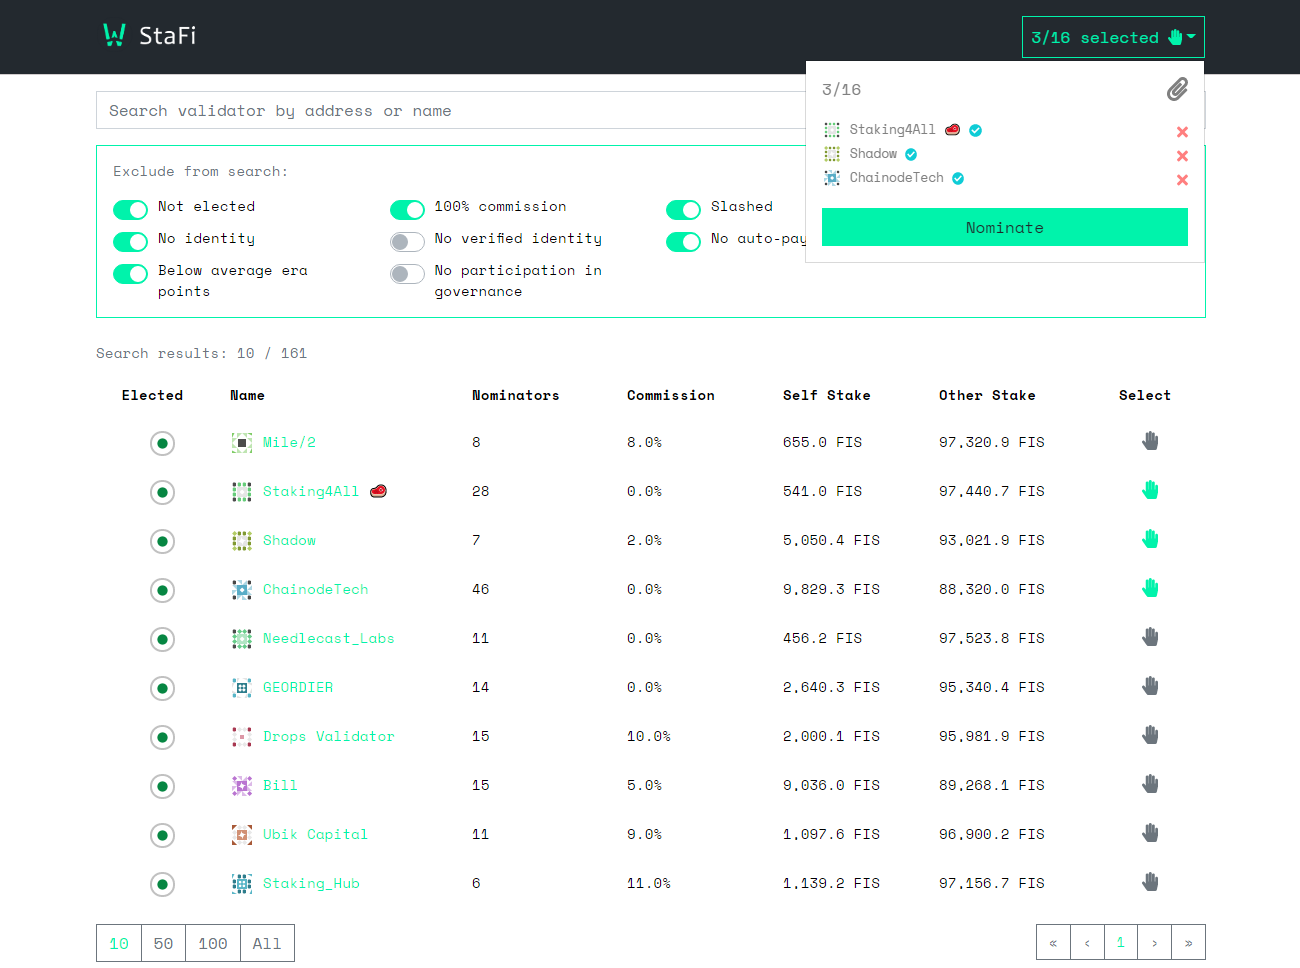 StaFi
3/16 selected
Search validator by address or name
3/16
Staking4All
Shadow
ChainodeTech
Nominate
Exclude from search:
Not elected
100% commission
Slashed
No identity
No verified identity
No auto-pay
Below average era
points
No participation in
governance
Search results: 10 / 161
Elected Name Nominators Commission Self Stake Other Stake Select
Mile/2 8 8.0% 655.0 FIS 97,320.9 FIS
Staking4All 28 0.0% 541.0 FIS 97,440.7 FIS
Shadow 7 2.0% 5,050.4 FIS 93,021.9 FIS
ChainodeTech 46 0.0% 9,829.3 FIS 88,320.0 FIS
Needlecast_Labs 11 0.0% 456.2 FIS 97,523.8 FIS
GEORDIER 14 0.0% 2,640.3 FIS 95,340.4 FIS
Drops Validator 15 10.0% 2,000.1 FIS 95,981.9 FIS
Bill 15 5.0% 9,036.0 FIS 89,268.1 FIS
Ubik Capital 11 9.0% 1,097.6 FIS 96,900.2 FIS
Staking_Hub 6 11.0% 1,139.2 FIS 97,156.7 FIS
10 50 100 All « ‹ 1 › »